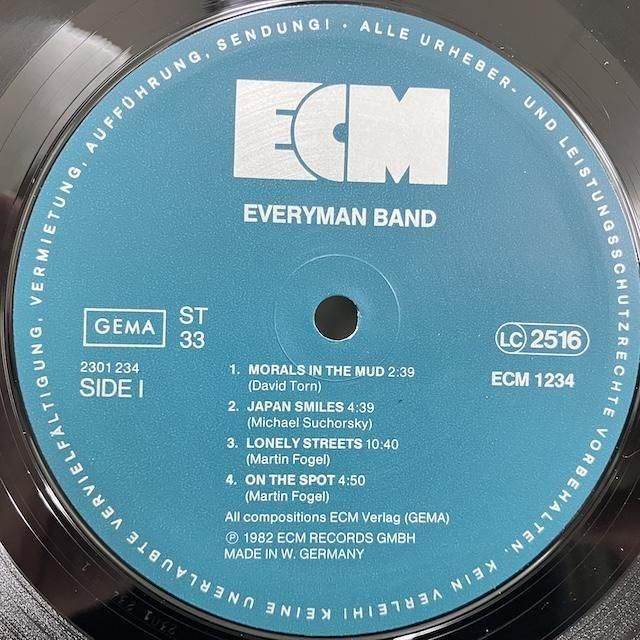 ALLE URHEBER- UND LEISTUNGSSCHUTZRECHTE VORBEHALTEN. KEIN VERLEIH! KEINE UNERLAUBTE VERVIELFÄLTIGUNG, VERMIETUNG, AUFFÜHRUNG, SENDUNG! ·
ECM
EVERYMAN BAND
GEMA
ST
33
2301 234
SIDE I
LC 2516
ECM 1234
1. MORALS IN THE MUD 2:39
(David Torn)
2. JAPAN SMILES 4:39
(Michael Suchorsky)
3. LONELY STREETS 10:40
(Martin Fogel)
4. ON THE SPOT 4:50
(Martin Fogel)
All compositions ECM Verlag (GEMA)
Ⓟ 1982 ECM RECORDS GMBH
MADE IN W. GERMANY